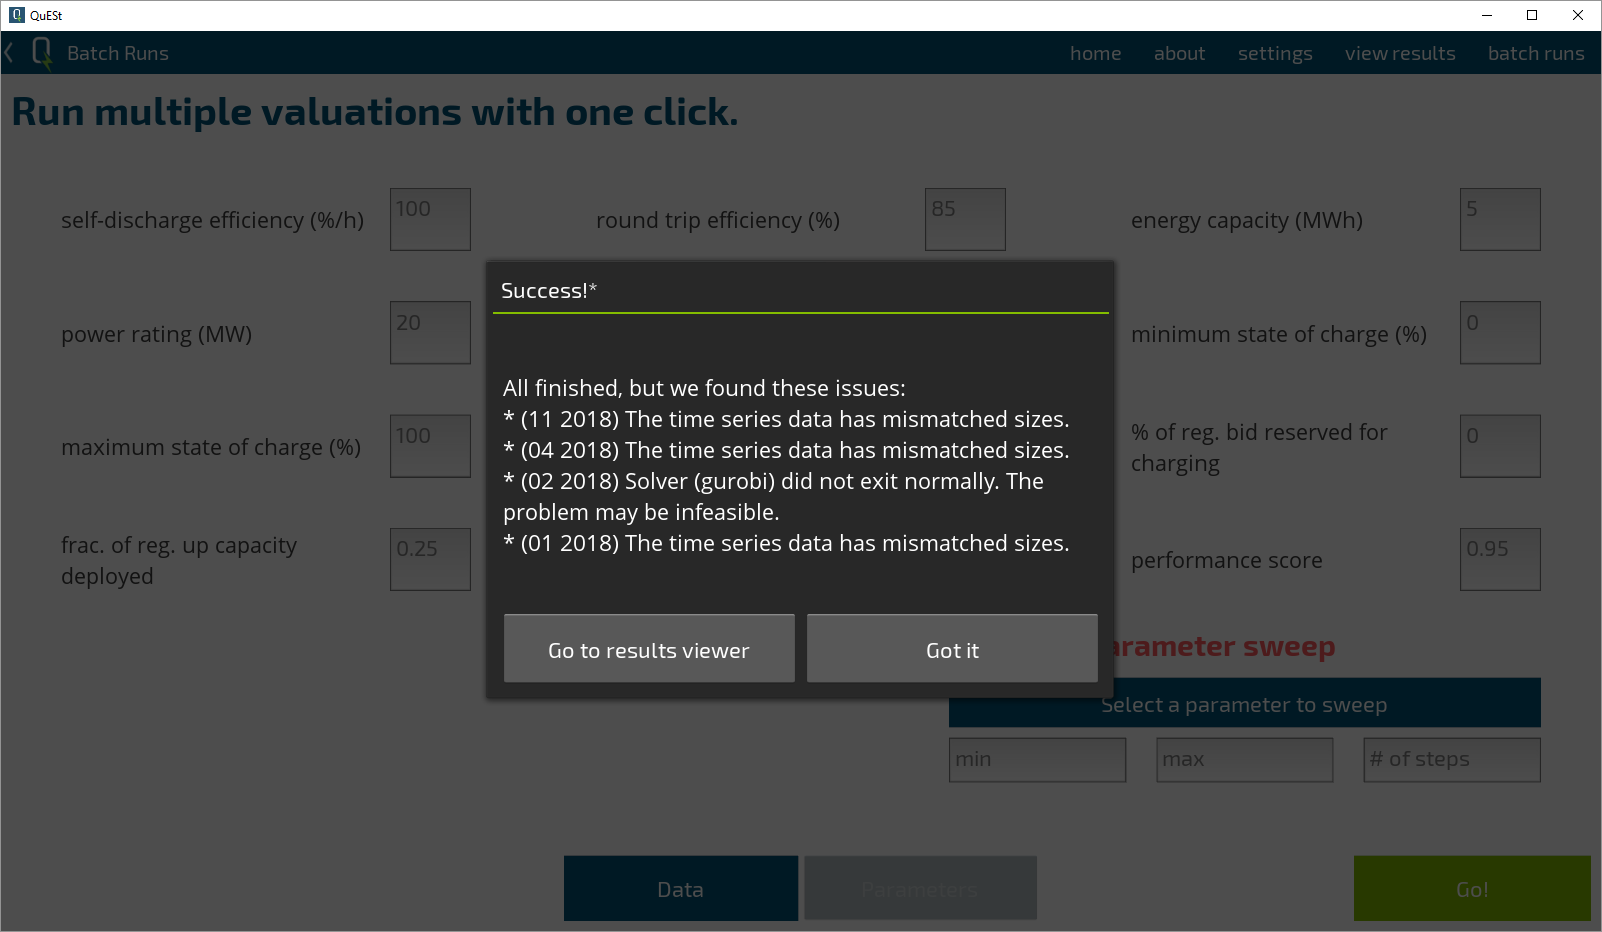 QuESt
Batch Runs
home about settings view results batch runs
Run multiple valuations with one click.
self-discharge efficiency (%/h) 100 round trip efficiency (%) 85 energy capacity (MWh) 5
power rating (MW) 20 minimum state of charge (%) 0
maximum state of charge (%) 100 % of reg. bid reserved for
charging 0
frac. of reg. up capacity
deployed 0.25 performance score 0.95
Success!*
All finished, but we found these issues:
* (11 2018) The time series data has mismatched sizes.
* (04 2018) The time series data has mismatched sizes.
* (02 2018) Solver (gurobi) did not exit normally. The
problem may be infeasible.
* (01 2018) The time series data has mismatched sizes.
Go to results viewer Got it
arameter sweep
Select a parameter to sweep
min max # of steps
Data Parameters Go!